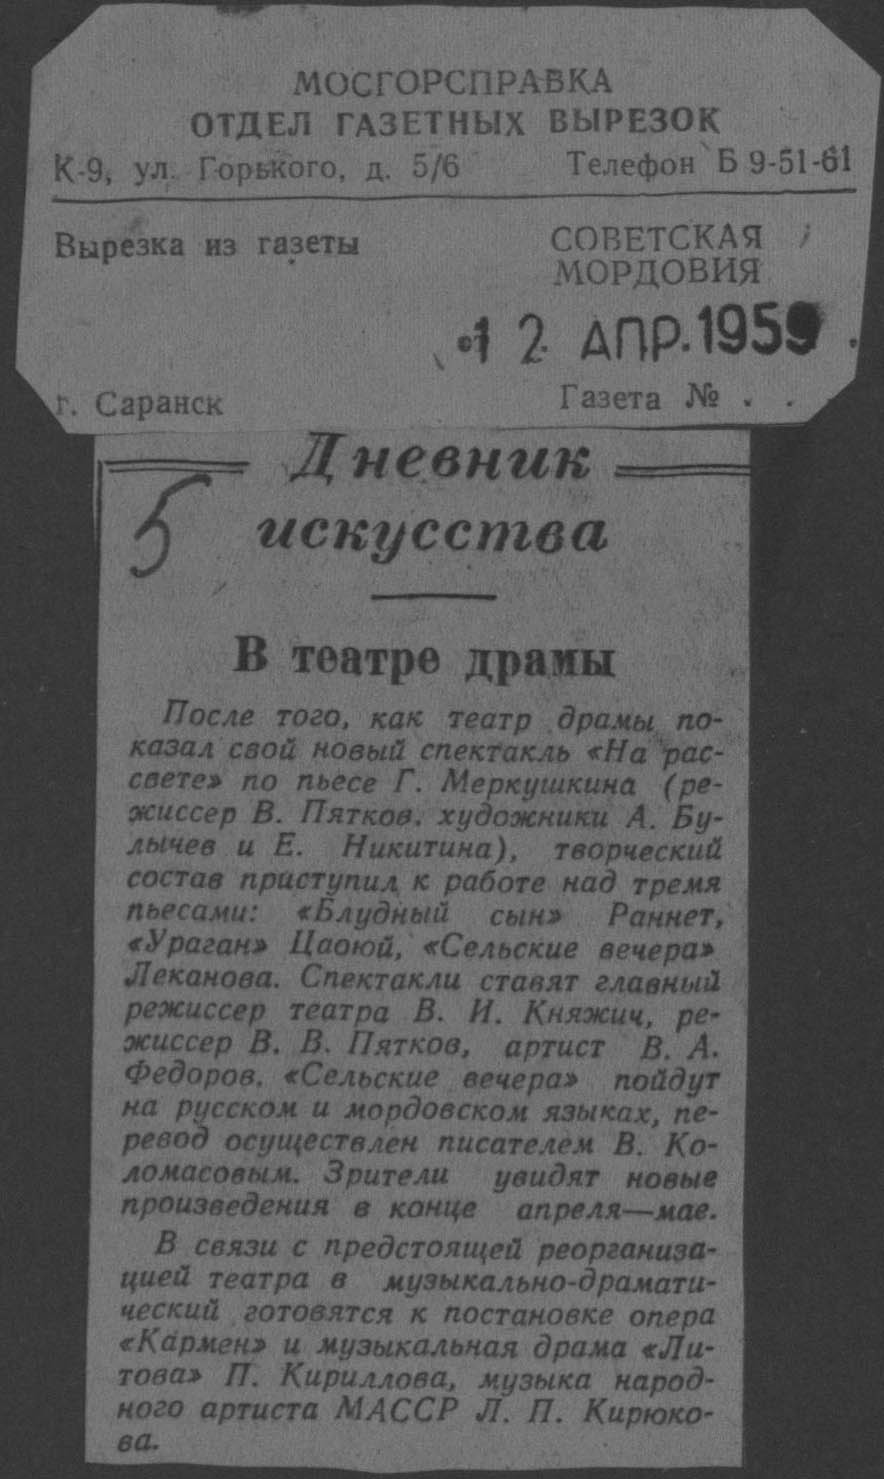 МОСГОРСПРАВКА
ОТДЕЛ ГАЗЕТНЫХ ВЫРЕЗОК
К-9, ул. Горького, д. 5/6 Телефон Б 9-51-61
Вырезка из газеты
СОВЕТСКАЯ
МОРДОВИЯ
12 АПР. 1959
г. Саранск
Газета № . .
Дневник
искусства
5
В театре драмы
После того, как театр драмы по-
казал свой новый спектакль «На рас-
свете» по пьесе Г. Меркушкина (ре-
жиссер В. Пятков, художники А. Бу-
лычев и Е. Никитина), творческий
состав приступил к работе над тремя
пьесами: «Блудный сын» Раннет,
«Ураган» Цаоюй, «Сельские вечера»
Леканова. Спектакли ставят главный
режиссер театра В. И. Княжич, ре-
жиссер В. В. Пятков, артист В. А.
Федоров. «Сельские вечера» пойдут
на русском и мордовском языках, пе-
ревод осуществлен писателем В. Ко-
ломасовым. Зрители увидят новые
произведения в конце апреля—мае.
В связи с предстоящей реорганиза-
цией театра в музыкально-драмати-
ческий готовятся к постановке опера
«Кармен» и музыкальная драма «Ли-
това» П. Кириллова, музыка народ-
ного артиста МАССР Л. П. Кирюко-
ва.